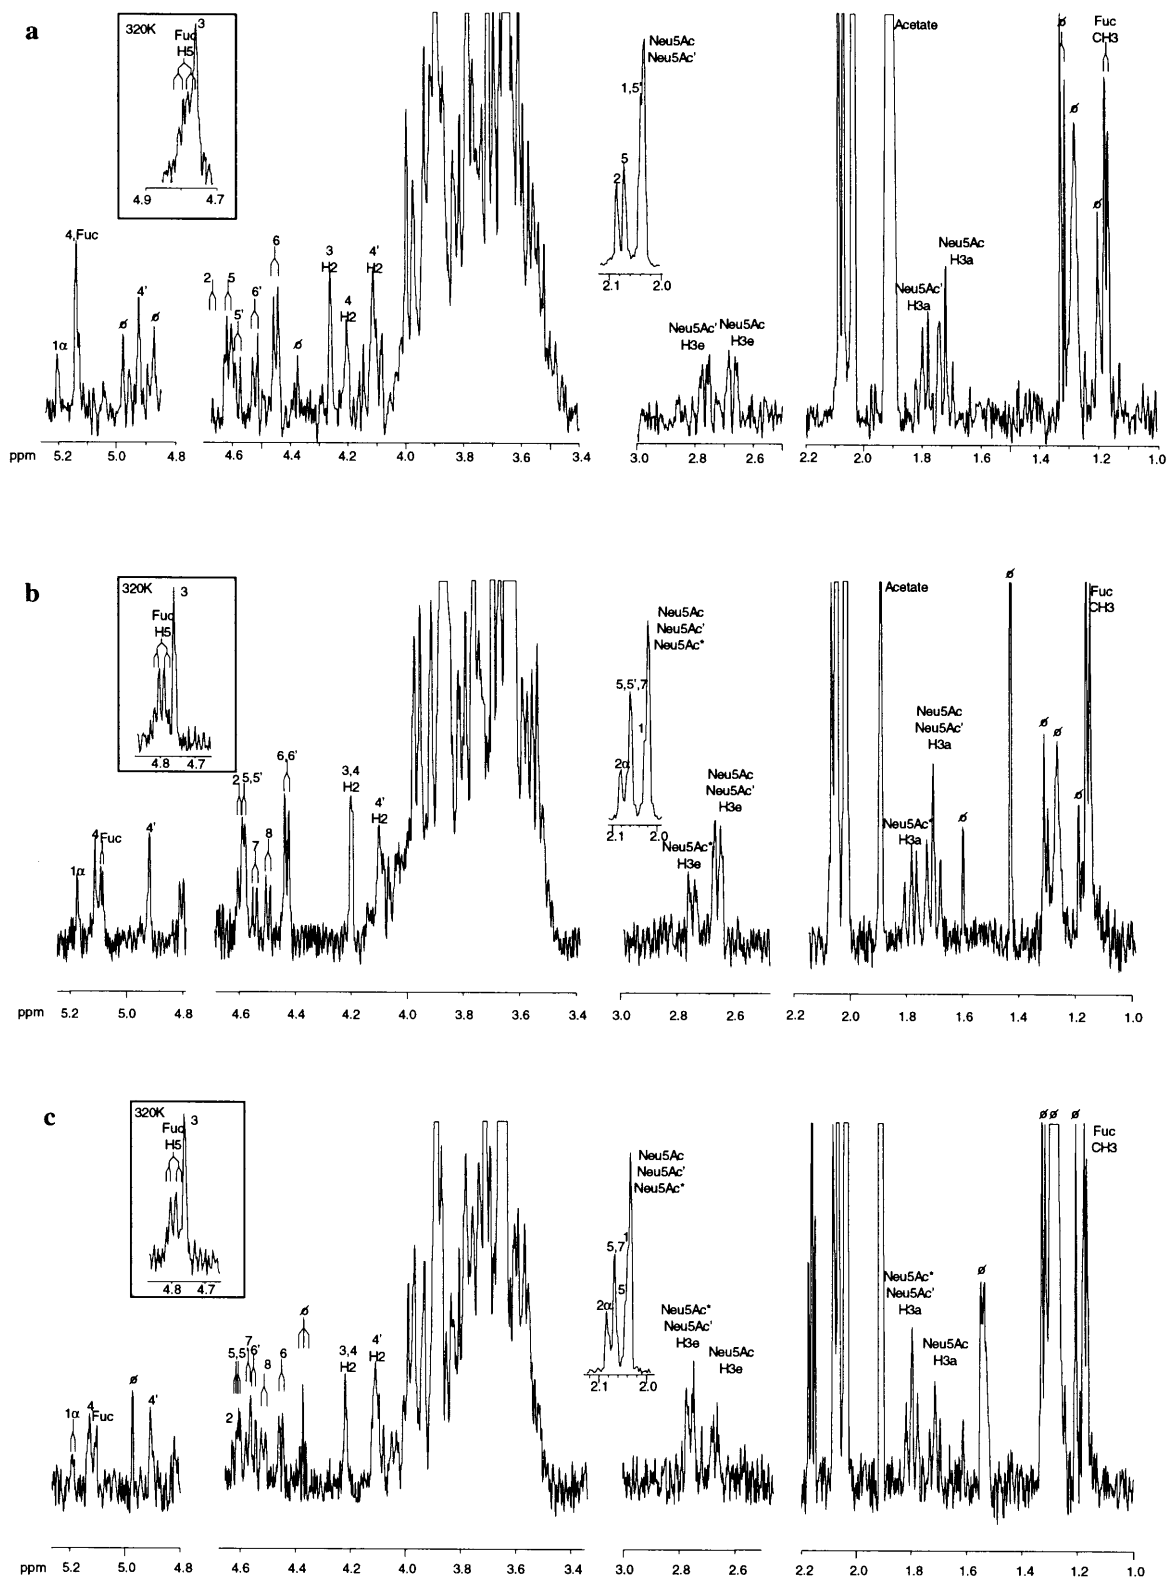 a
320K
3
Fuc
H5
4.9
4.7
4,Fuc
1α
ø
4'
ø
2
5
5'
6'
6
ø
3
H2
4
H2
4'
H2
Neu5Ac
Neu5Ac'
1,5'
5
2
2.1
2.0
Neu5Ac'
H3e
Neu5Ac
H3e
Acetate
Neu5Ac'
H3a
Neu5Ac
H3a
ø
ø
ø
Fuc
CH3
ppm
5.2
5.0
4.8
4.6
4.4
4.2
4.0
3.8
3.6
3.4
3.0
2.8
2.6
2.2
2.0
1.8
1.6
1.4
1.2
1.0
b
320K
3
Fuc
H5
4.8
4.7
1α
4
Fuc
4'
2
5,5'
7
8
6,6'
3,4
H2
4'
H2
Neu5Ac
Neu5Ac'
Neu5Ac*
5,5',7
1
2α
2.1
2.0
Neu5Ac*
H3e
Neu5Ac
Neu5Ac'
H3e
Acetate
Neu5Ac*
H3a
Neu5Ac
Neu5Ac'
H3a
ø
ø
ø
ø
ø
Fuc
CH3
ppm
5.2
5.0
4.8
4.6
4.4
4.2
4.0
3.8
3.6
3.4
3.0
2.8
2.6
2.2
2.0
1.8
1.6
1.4
1.2
1.0
c
320K
3
Fuc
H5
4.8
4.7
1α
4
Fuc
ø
4'
2
5,5'
7
6'
8
6
ø
3,4
H2
4'
H2
Neu5Ac
Neu5Ac'
Neu5Ac*
5,7
1
,5'
2α
2.1
2.0
Neu5Ac*
Neu5Ac'
H3e
Neu5Ac
H3e
Neu5Ac*
Neu5Ac'
H3a
Neu5Ac
H3a
ø
ø ø
ø
Fuc
CH3
ppm
5.2
5.0
4.8
4.6
4.4
4.2
4.0
3.8
3.6
3.4
3.0
2.8
2.6
2.2
2.0
1.8
1.6
1.4
1.2
1.0